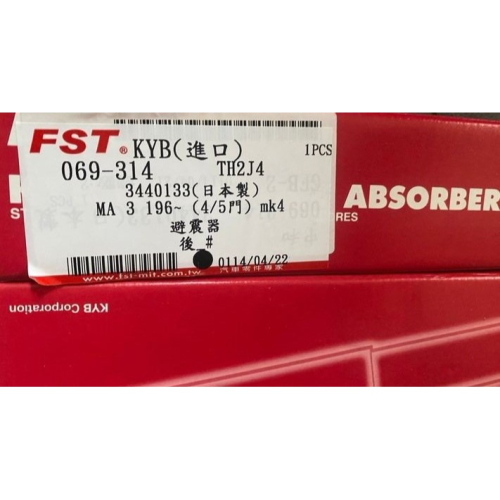 FST® KYB(進口)
1PCS
069-314 TH2J4
3440133(日本製)
MA 3 196~ (4/5門) mk4
避震器
後_#
0114/04/22
www.fsi-mit.com.tw
汽車零件專家
ABSORBER
RES
KYB Corporation